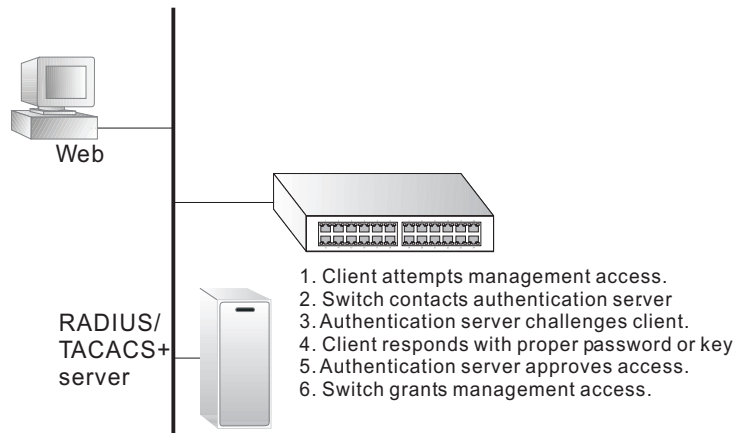 Web
1. Client attempts management access.
2. Switch contacts authentication server
3. Authentication server challenges client.
4. Client responds with proper password or key
5. Authentication server approves access.
6. Switch grants management access.
RADIUS/
TACACS+
server